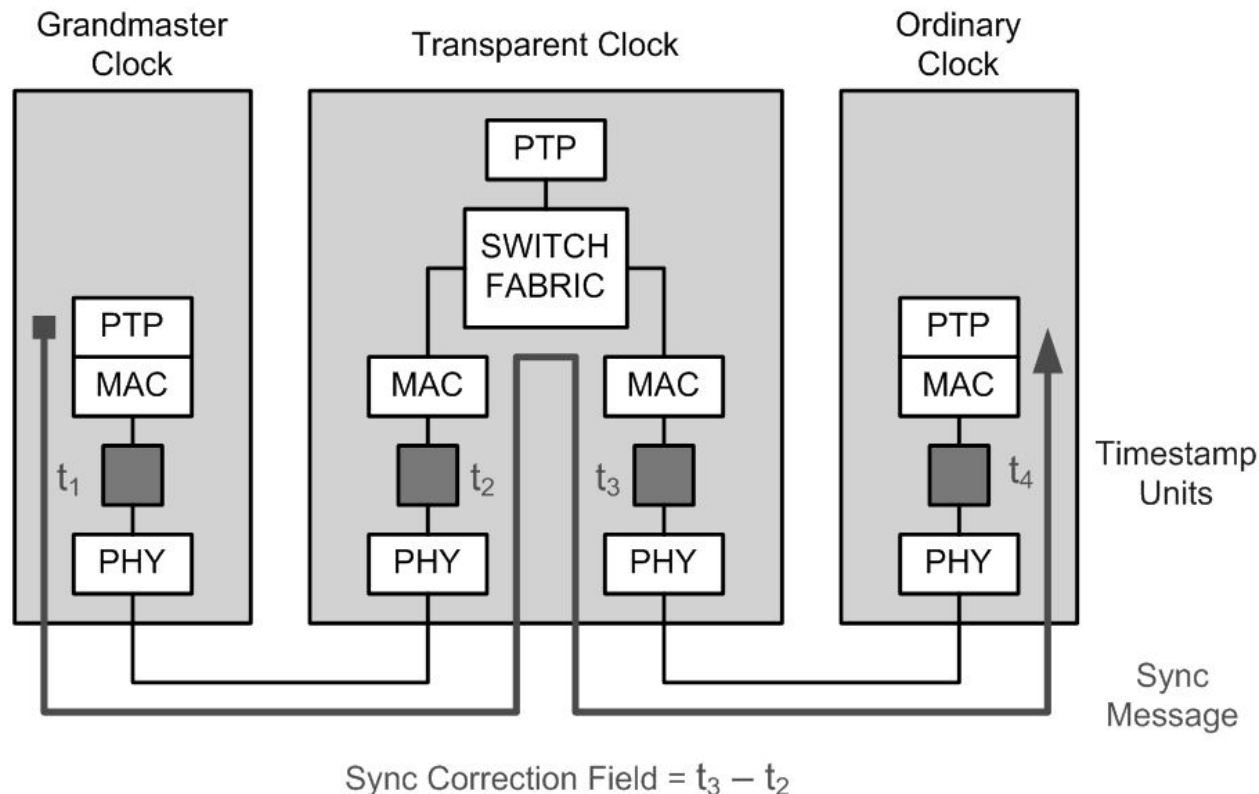 Grandmaster
Clock
Transparent Clock
Ordinary
Clock
PTP
SWITCH
FABRIC
PTP
MAC
MAC
MAC
PTP
MAC
t₁
t₂
t₃
t₄
Timestamp
Units
PHY
PHY
PHY
PHY
Sync
Message
Sync Correction Field = t₃ – t₂